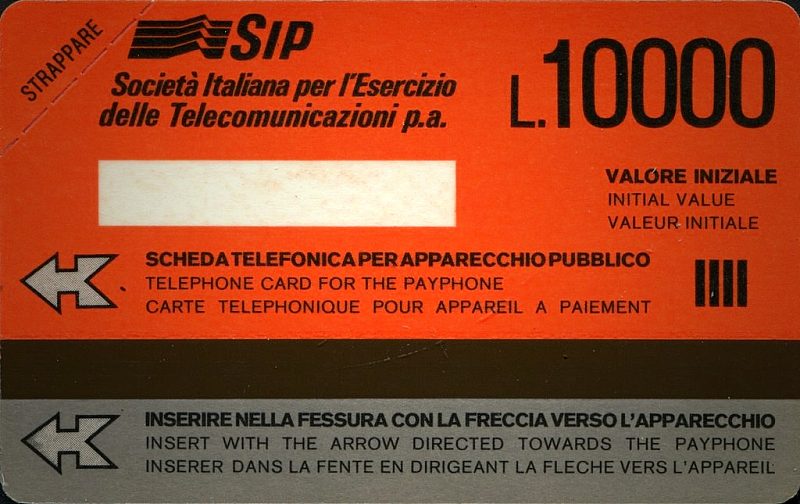 STRAPPARE
SIP
Società Italiana per l'Esercizio
delle Telecomunicazioni p.a.
L.10000
VALORE INIZIALE
INITIAL VALUE
VALEUR INITIALE
SCHEDA TELEFONICA PER APPARECCHIO PUBBLICO
TELEPHONE CARD FOR THE PAYPHONE
CARTE TELEPHONIQUE POUR APPAREIL A PAIEMENT
INSERIRE NELLA FESSURA CON LA FRECCIA VERSO L'APPARECCHIO
INSERT WITH THE ARROW DIRECTED TOWARDS THE PAYPHONE
INSERER DANS LA FENTE EN DIRIGEANT LA FLECHE VERS L'APPAREIL